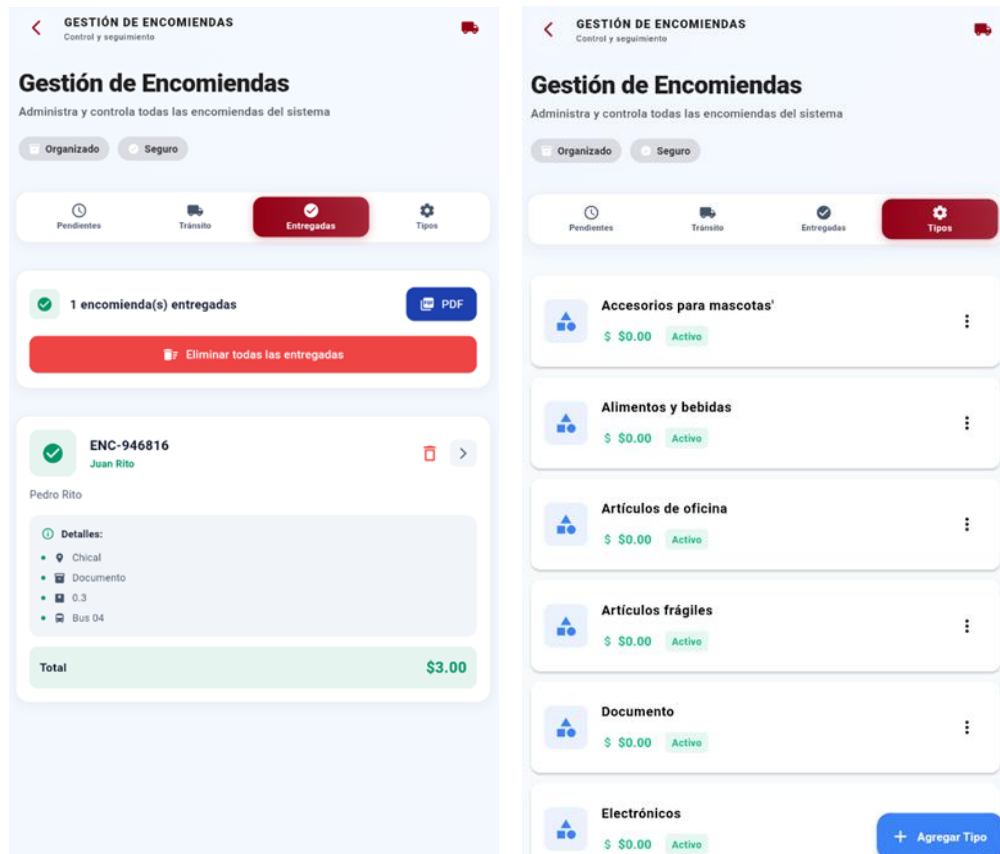 GESTIÓN DE ENCOMIENDAS
Control y seguimiento
Gestión de Encomiendas
Administra y controla todas las encomiendas del sistema
Organizado
Seguro
Pendientes
Tránsito
Entregadas
Tipos
1 encomienda(s) entregadas
PDF
Eliminar todas las entregadas
ENC-946816
Juan Rito
Pedro Rito
Detalles:
Chical
Documento
0.3
Bus 04
Total
$3.00
GESTIÓN DE ENCOMIENDAS
Control y seguimiento
Gestión de Encomiendas
Administra y controla todas las encomiendas del sistema
Organizado
Seguro
Pendientes
Tránsito
Entregadas
Tipos
Accesorios para mascotas'
$ $0.00 Activo
Alimentos y bebidas
$ $0.00 Activo
Artículos de oficina
$ $0.00 Activo
Artículos frágiles
$ $0.00 Activo
Documento
$ $0.00 Activo
Electrónicos
$ $0.00 Activo
+ Agregar Tipo